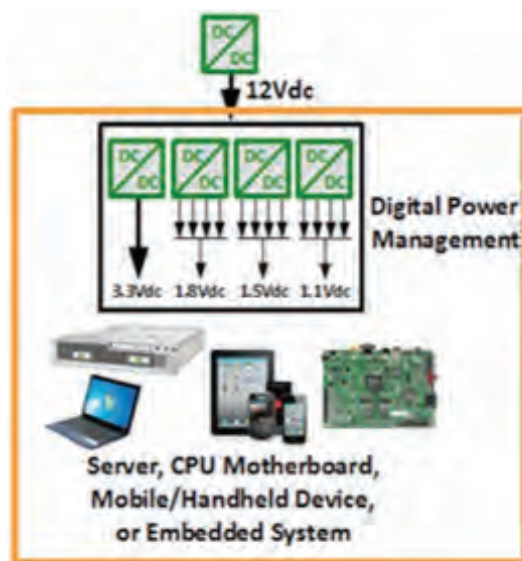 DC
DC
12Vdc
DC
DC
DC
DC
DC
DC
DC
DC
Digital Power
Management
3.3Vdc 1.8Vdc 1.5Vdc 1.1Vdc
Server, CPU Motherboard,
Mobile/Handheld Device,
or Embedded System